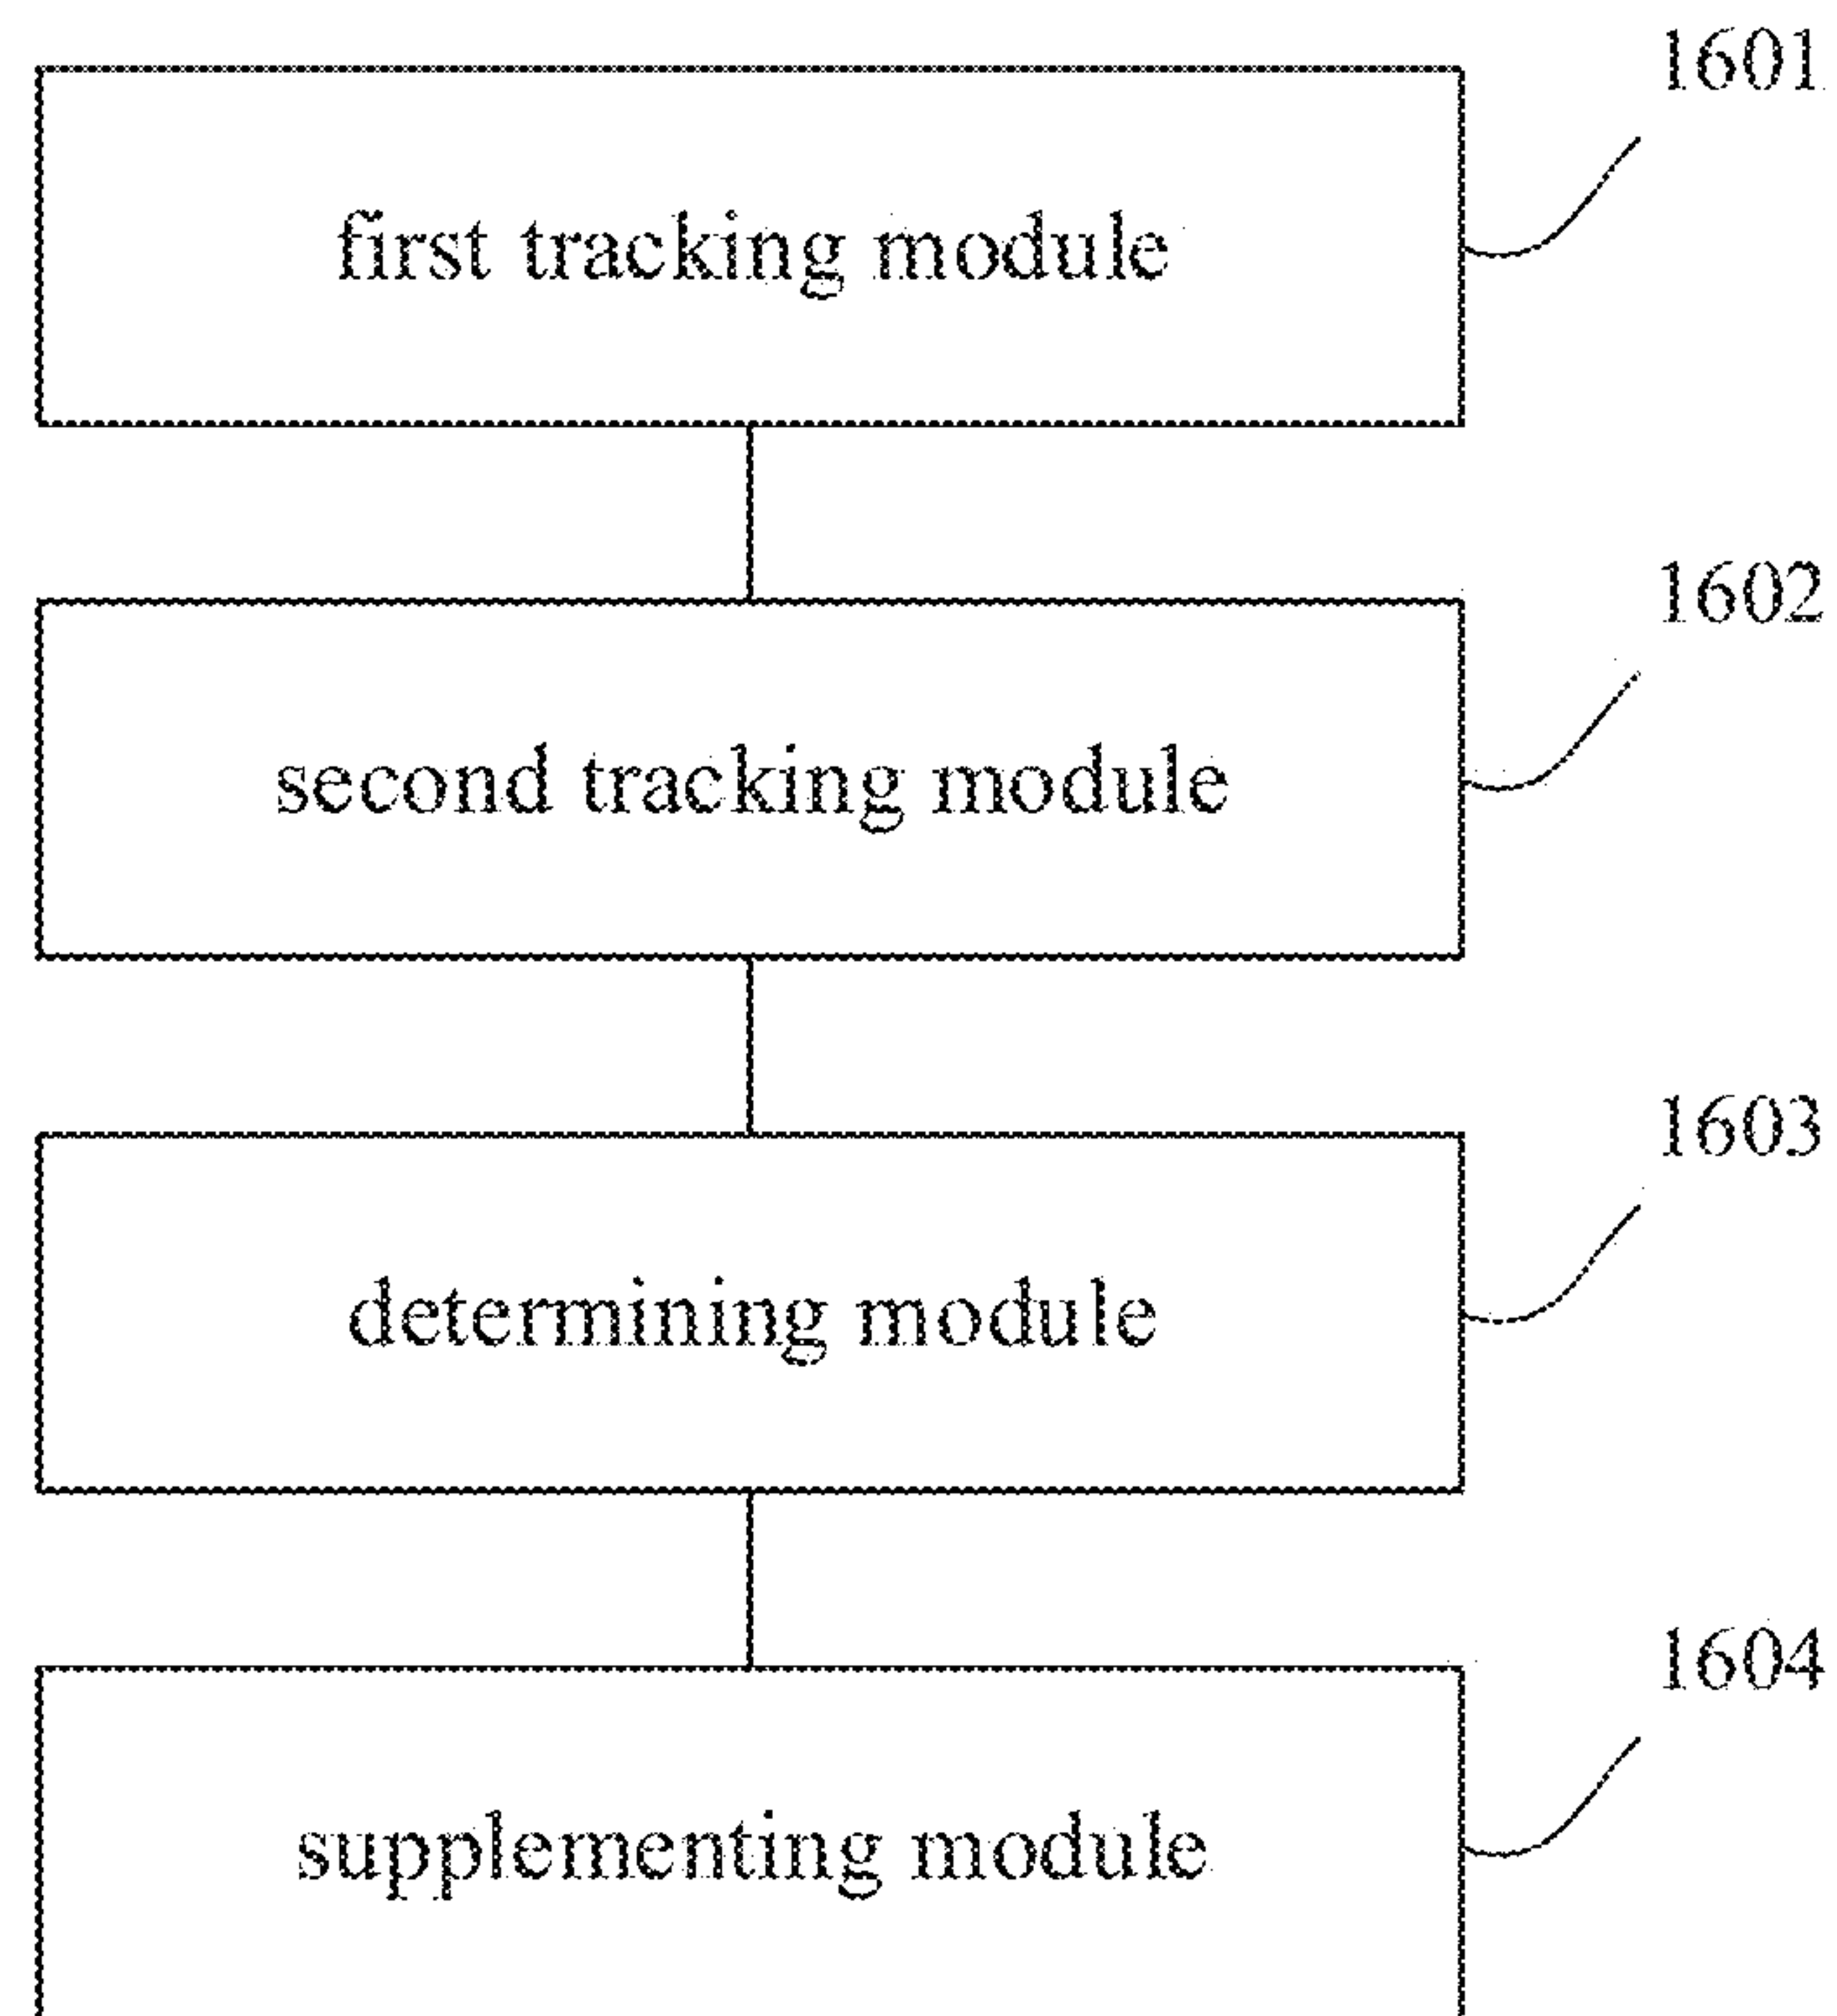 1601
first tracking module
1602
second tracking module
1603
determining module
1604
supplementing module